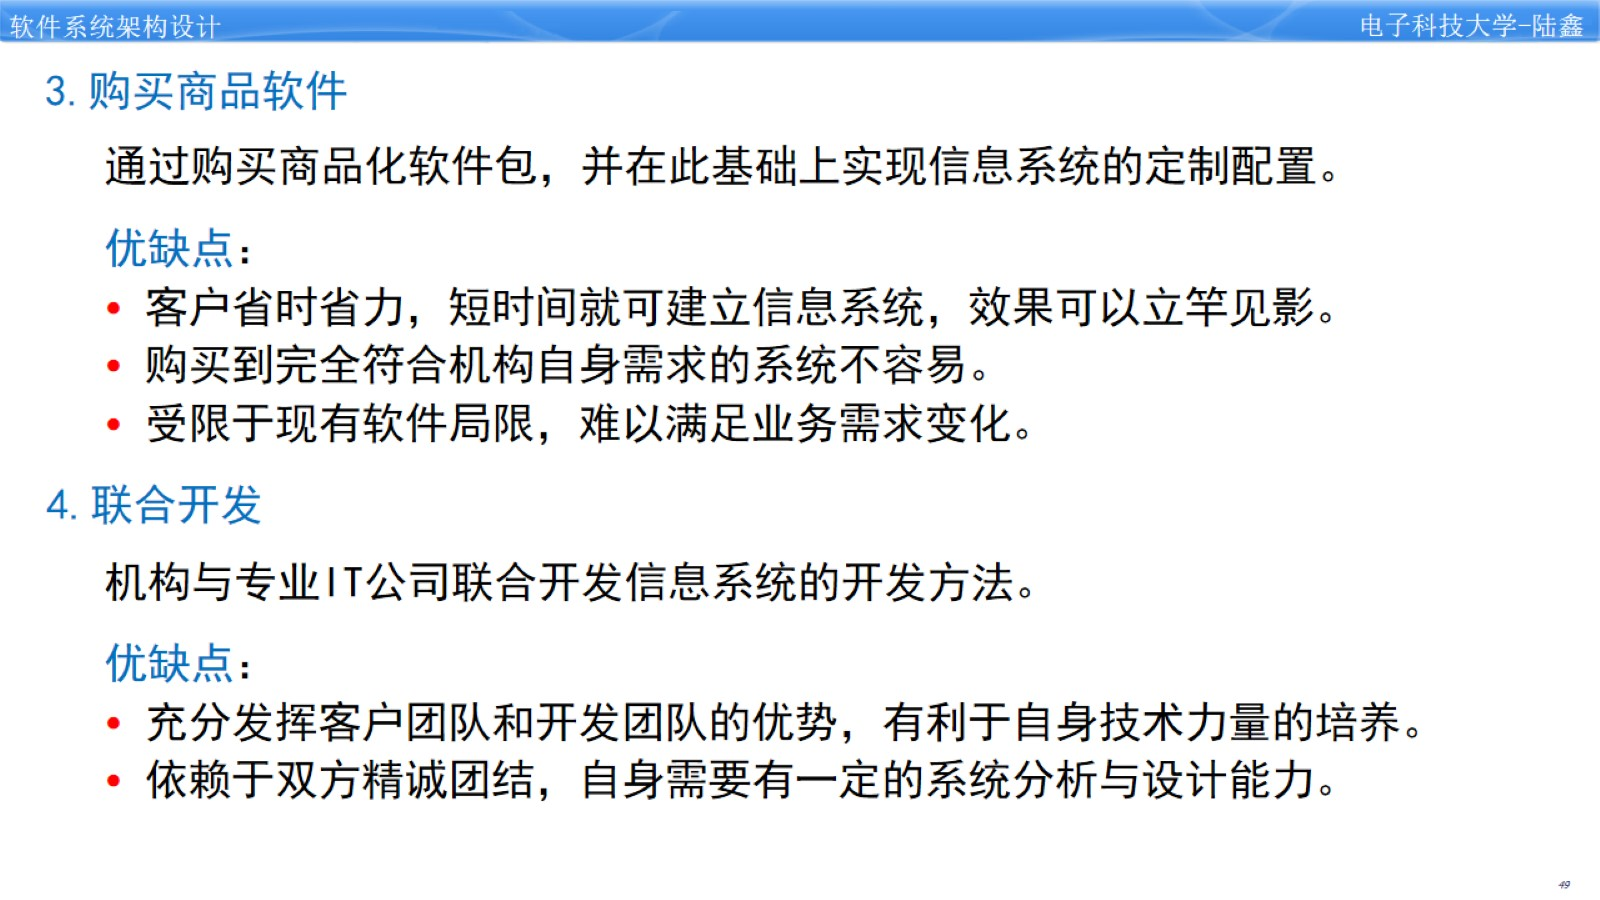 软件系统架构设计
电子科技大学-陆鑫
3. 购买商品软件
通过购买商品化软件包，并在此基础上实现信息系统的定制配置。
优缺点：
• 客户省时省力，短时间就可建立信息系统，效果可以立竿见影。
• 购买到完全符合机构自身需求的系统不容易。
• 受限于现有软件局限，难以满足业务需求变化。
4. 联合开发
机构与专业IT公司联合开发信息系统的开发方法。
优缺点：
• 充分发挥客户团队和开发团队的优势，有利于自身技术力量的培养。
• 依赖于双方精诚团结，自身需要有一定的系统分析与设计能力。
49